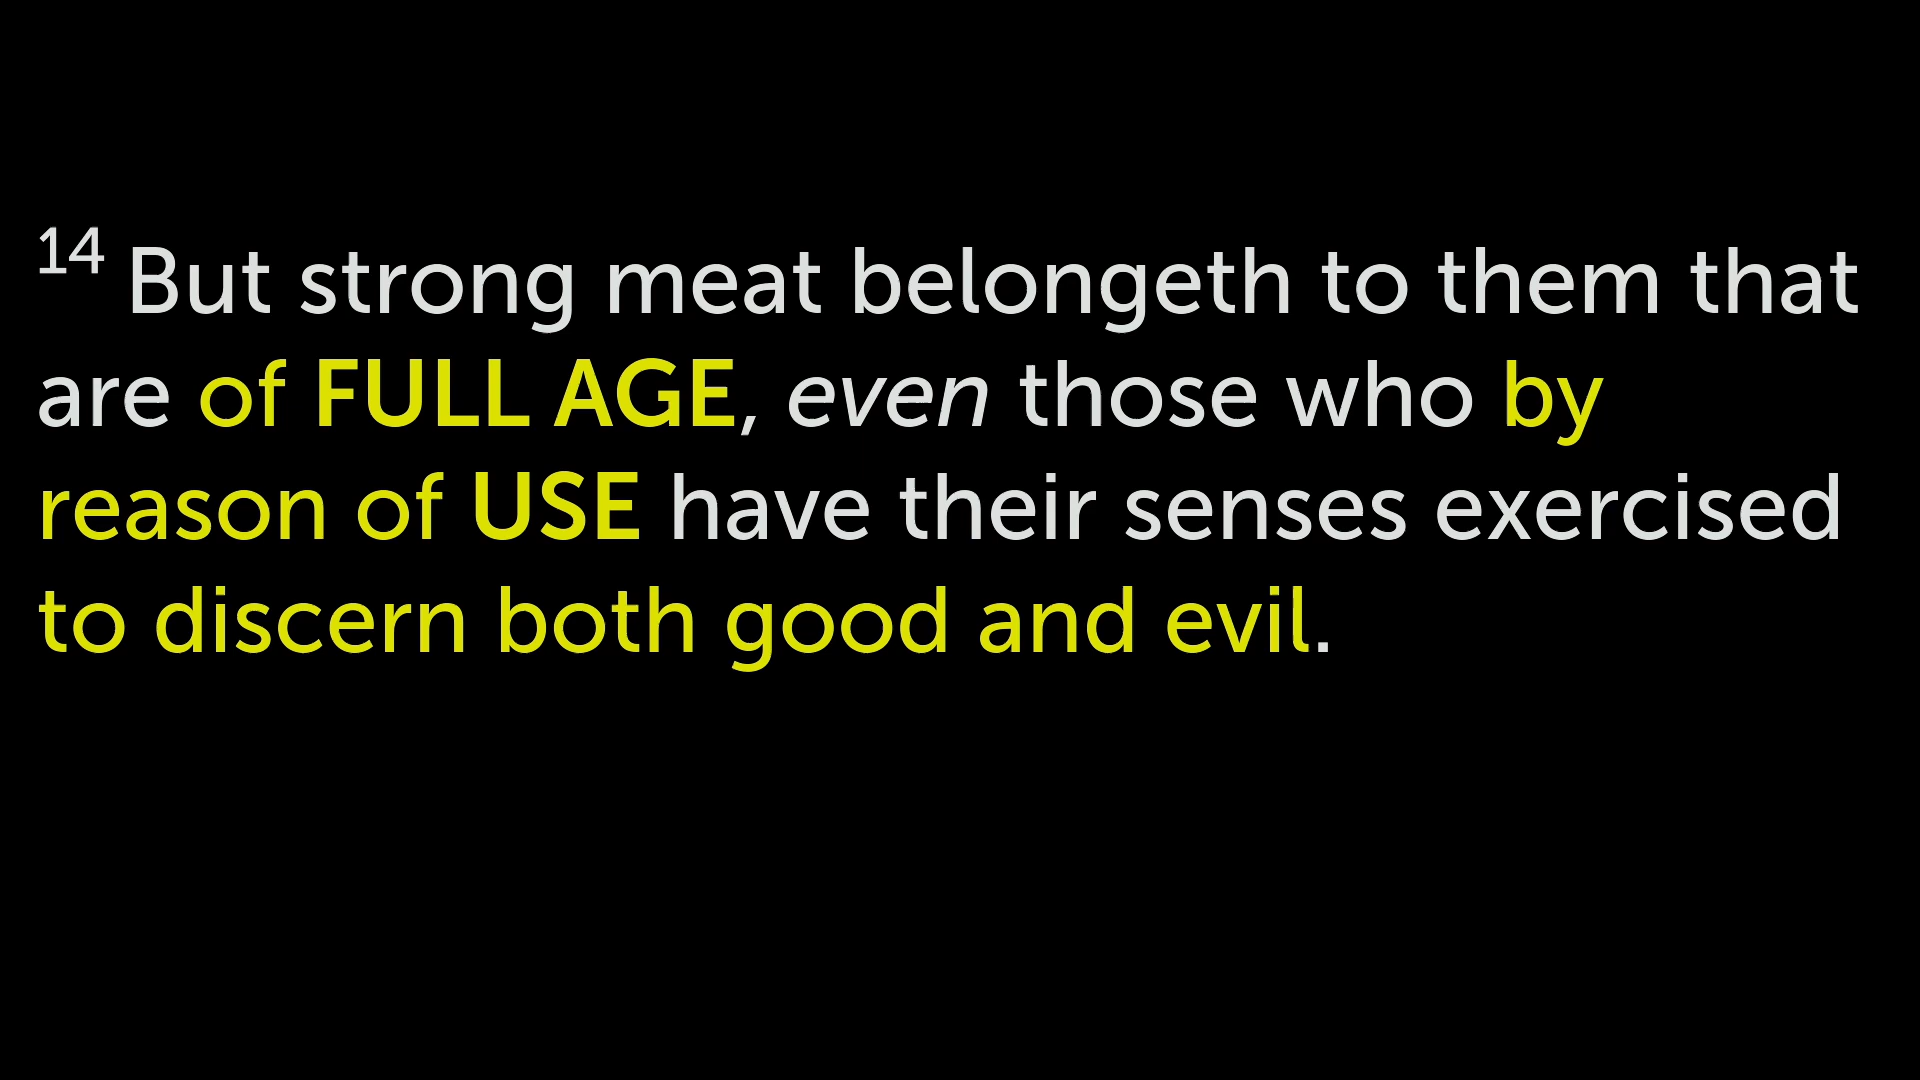 14 But strong meat belongeth to them that
are of FULL AGE, even those who by
reason of USE have their senses exercised
to discern both good and evil.